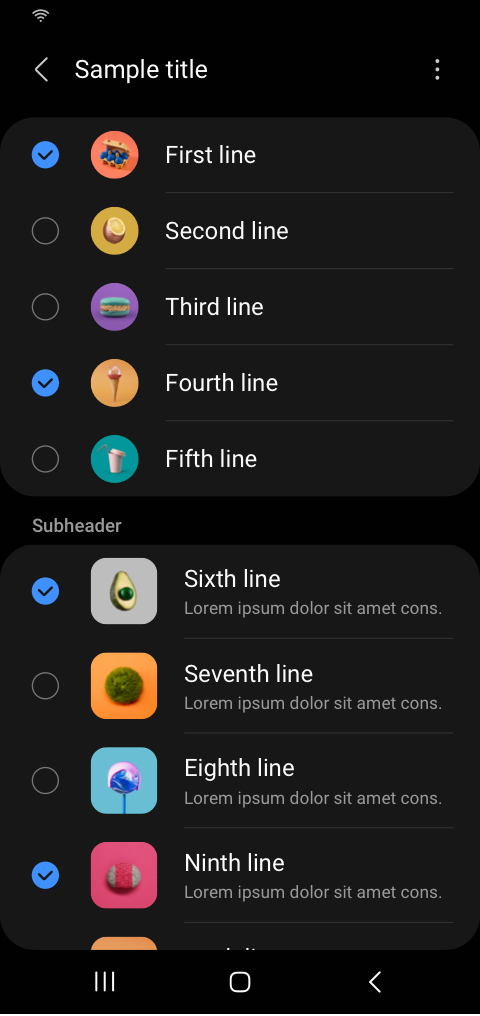 Sample title
First line
Second line
Third line
Fourth line
Fifth line
Subheader
Sixth line
Lorem ipsum dolor sit amet cons.
Seventh line
Lorem ipsum dolor sit amet cons.
Eighth line
Lorem ipsum dolor sit amet cons.
Ninth line
Lorem ipsum dolor sit amet cons.